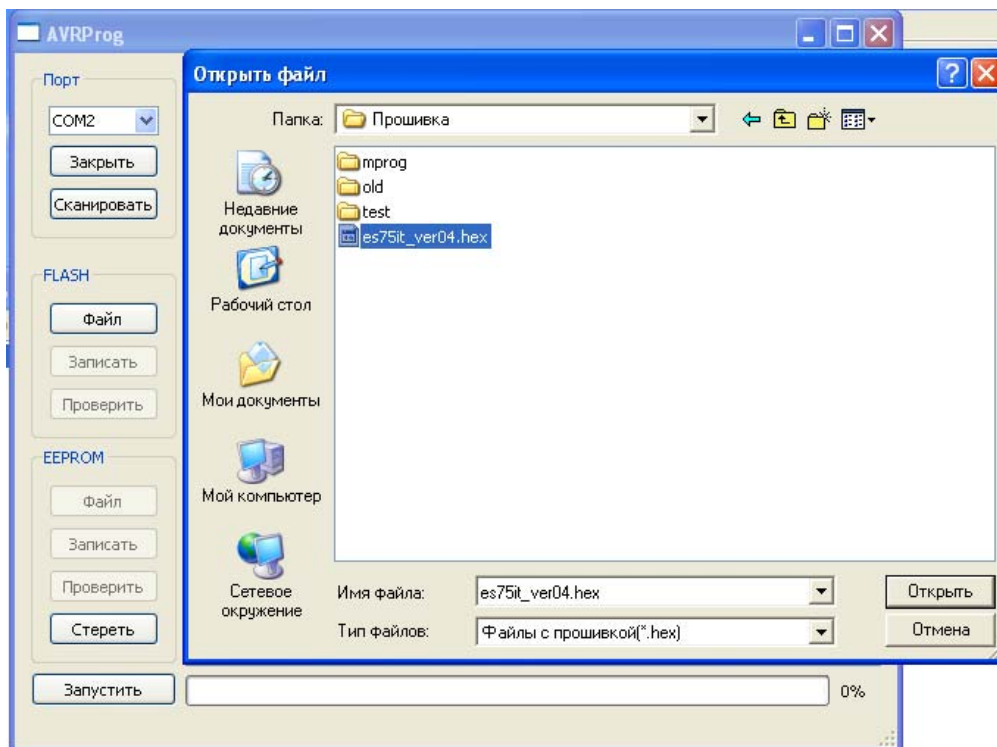 AVRProg
Порт
COM2
Закрыть
Сканировать
FLASH
Файл
Записать
Проверить
EEPROM
Файл
Записать
Проверить
Стереть
Запустить
0%
Открыть файл
Папка:
Прошивка
Недавние
документы
Рабочий стол
Мои документы
Мой компьютер
Сетевое
окружение
mprog
old
test
es75it_ver04.hex
Имя файла:
es75it_ver04.hex
Открыть
Тип файлов:
Файлы с прошивкой(*.hex)
Отмена